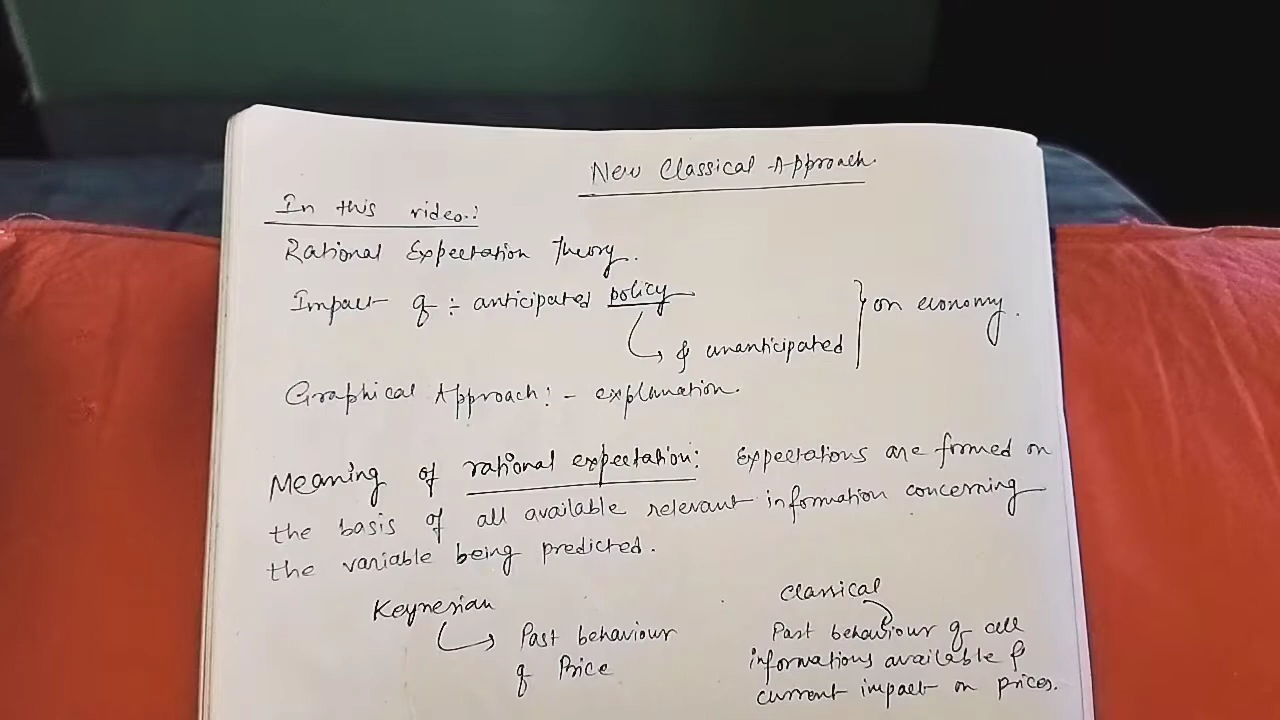 New Classical Approach.
In this video:
Rational Expectation Theory.
Impact of ÷ anticipated policy
& unanticipated } on economy.
Graphical Approach: - explanation.
Meaning of rational expectation: Expectations are formed on
the basis of all available relevant information concerning
the variable being predicted.
Keynesian
Past behaviour
of Price
Classical
Past behaviour of all
informations available &
current impact on prices.